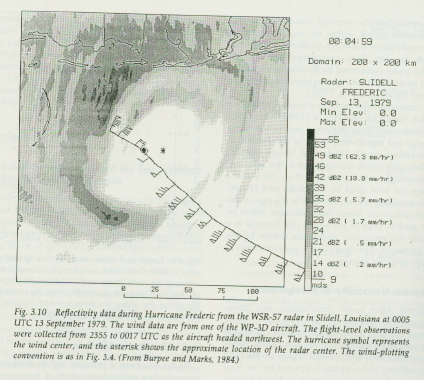 00:04:59
Domain: 200 x 200 km
Radar: SLIDELL
FREDERIC
Sep. 13, 1979
Min Elev: 0.0
Max Elev: 0.0
55
53
49 dBZ (62.3 mm/hr)
46
42 dBZ (18.9 mm/hr)
39
35 dBZ ( 5.7 mm/hr)
32
28 dBZ ( 1.7 mm/hr)
24
21 dBZ ( .5 mm/hr)
17
14 dBZ ( .2 mm/hr)
10
9
mds
0 25 50 75 100
Fig. 3.10 Reflectivity data during Hurricane Frederic from the WSR-57 radar in Slidell, Louisiana at 0005
UTC 13 September 1979. The wind data are from one of the WP-3D aircraft. The flight-level observations
were collected from 2355 to 0017 UTC as the aircraft headed northwest. The hurricane symbol represents
the wind center, and the asterisk shows the approximate location of the radar center. The wind-plotting
convention is as in Fig. 3.4. (From Burpee and Marks, 1984.)